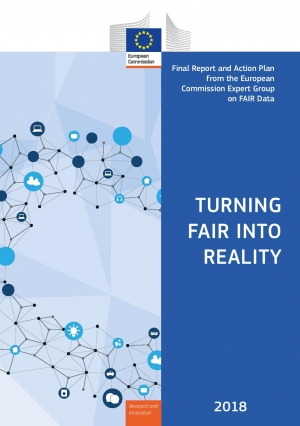 European
Commission
Final Report and Action Plan
from the European
Commission Expert Group
on FAIR Data
TURNING
FAIR INTO
REALITY
Research and
Innovation
2018